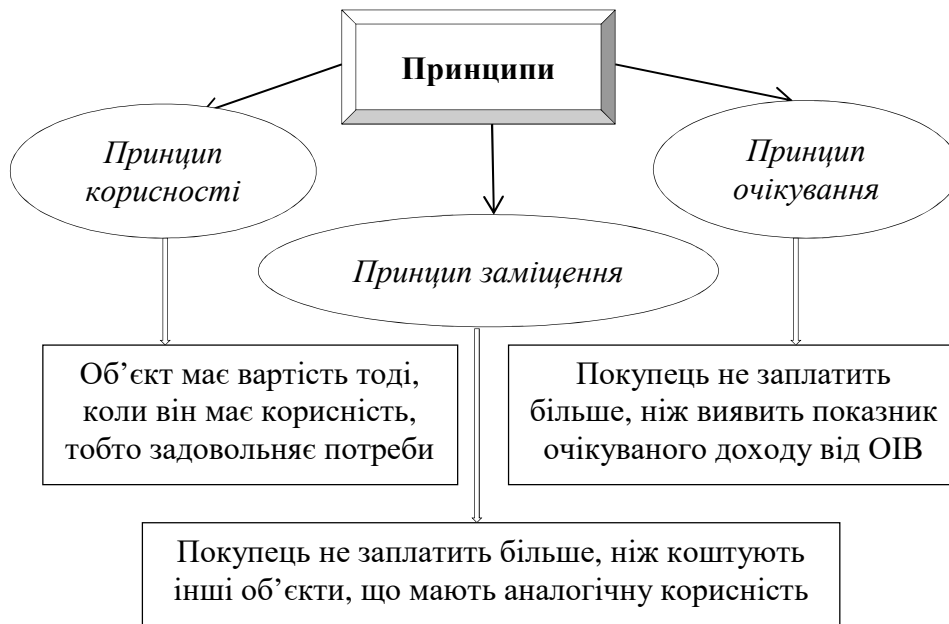 Принципи
Принцип
корисності
Принцип
очікування
Принцип заміщення
Об’єкт має вартість тоді,
коли він має корисність,
тобто задовольняє потреби
Покупець не заплатить
більше, ніж виявить показник
очікуваного доходу від ОІВ
Покупець не заплатить більше, ніж коштують
інші об’єкти, що мають аналогічну корисність